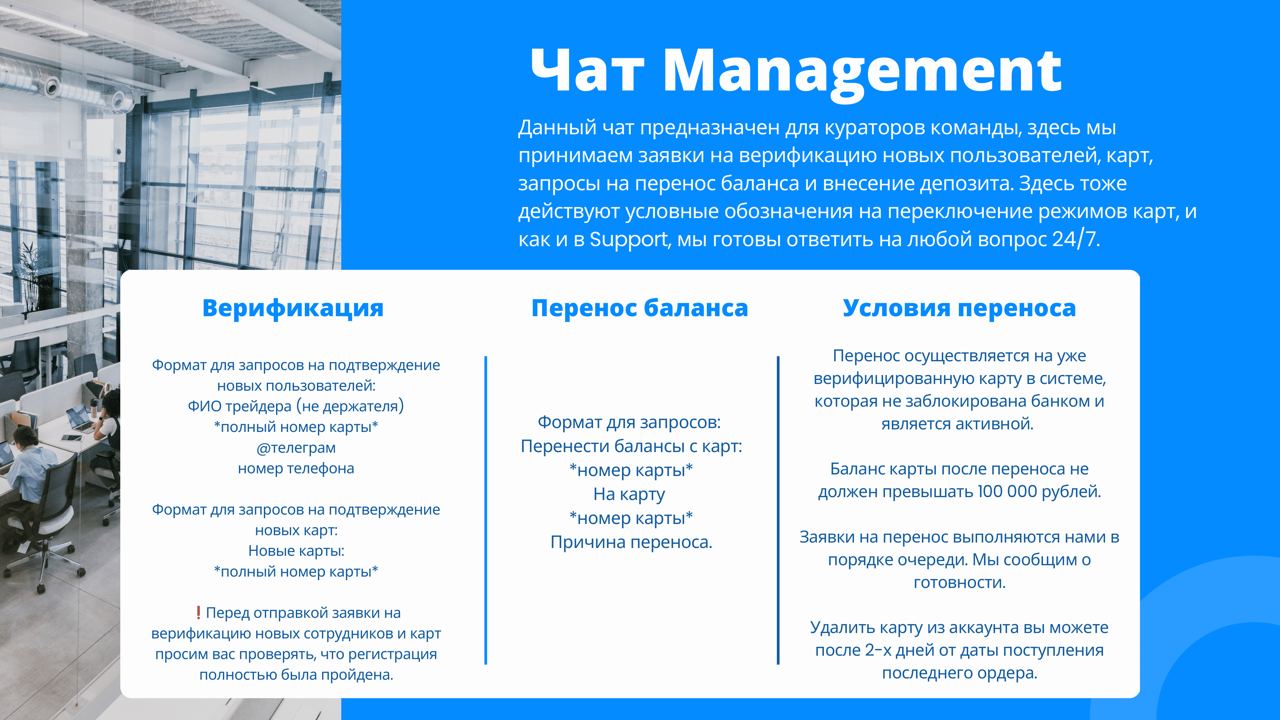 Чат Management
Данный чат предназначен для кураторов команды, здесь мы
принимаем заявки на верификацию новых пользователей, карт,
запросы на перенос баланса и внесение депозита. Здесь тоже
действуют условные обозначения на переключение режимов карт, и
как и в Support, мы готовы ответить на любой вопрос 24/7.
Верификация
Формат для запросов на подтверждение
новых пользователей:
ФИО трейдера (не держателя)
*полный номер карты*
@телеграм
номер телефона
Формат для запросов на подтверждение
новых карт:
Новые карты:
*полный номер карты*
❗Перед отправкой заявки на
верификацию новых сотрудников и карт
просим вас проверять, что регистрация
полностью была пройдена.
Перенос баланса
Формат для запросов:
Перенести балансы с карт:
*номер карты*
На карту
*номер карты*
Причина переноса.
Условия переноса
Перенос осуществляется на уже
верифицированную карту в системе,
которая не заблокирована банком и
является активной.
Баланс карты после переноса не
должен превышать 100 000 рублей.
Заявки на перенос выполняются нами в
порядке очереди. Мы сообщим о
готовности.
Удалить карту из аккаунта вы можете
после 2-х дней от даты поступления
последнего ордера.